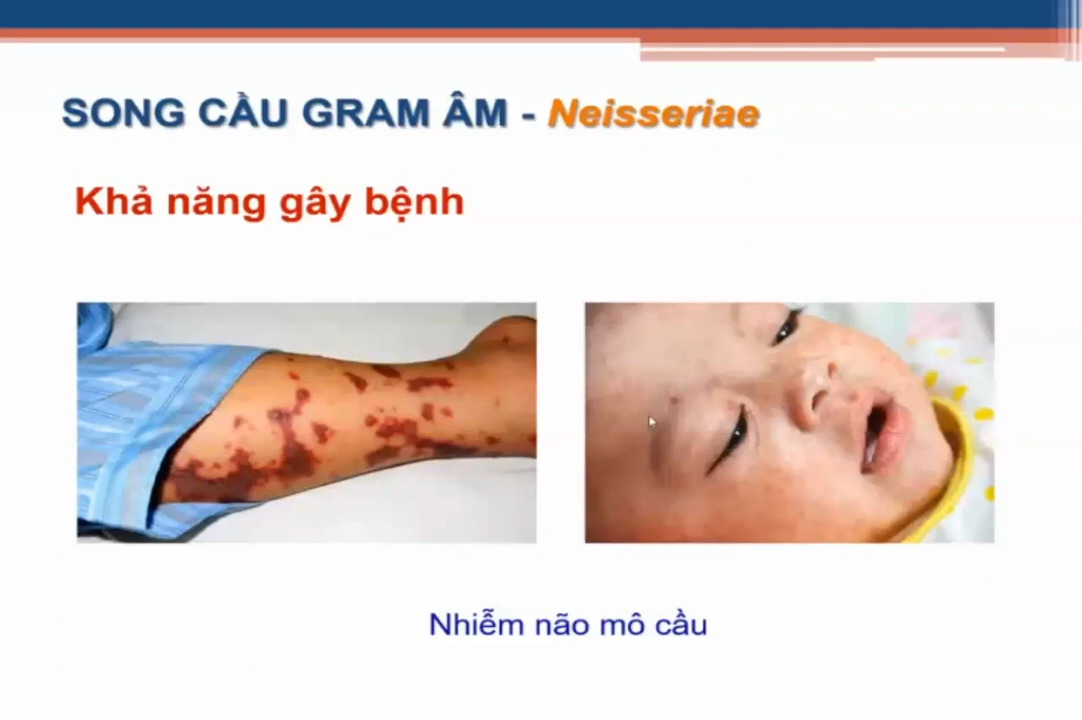 SONG CẦU GRAM ÂM - Neisseriae
Khả năng gây bệnh
Nhiễm não mô cầu